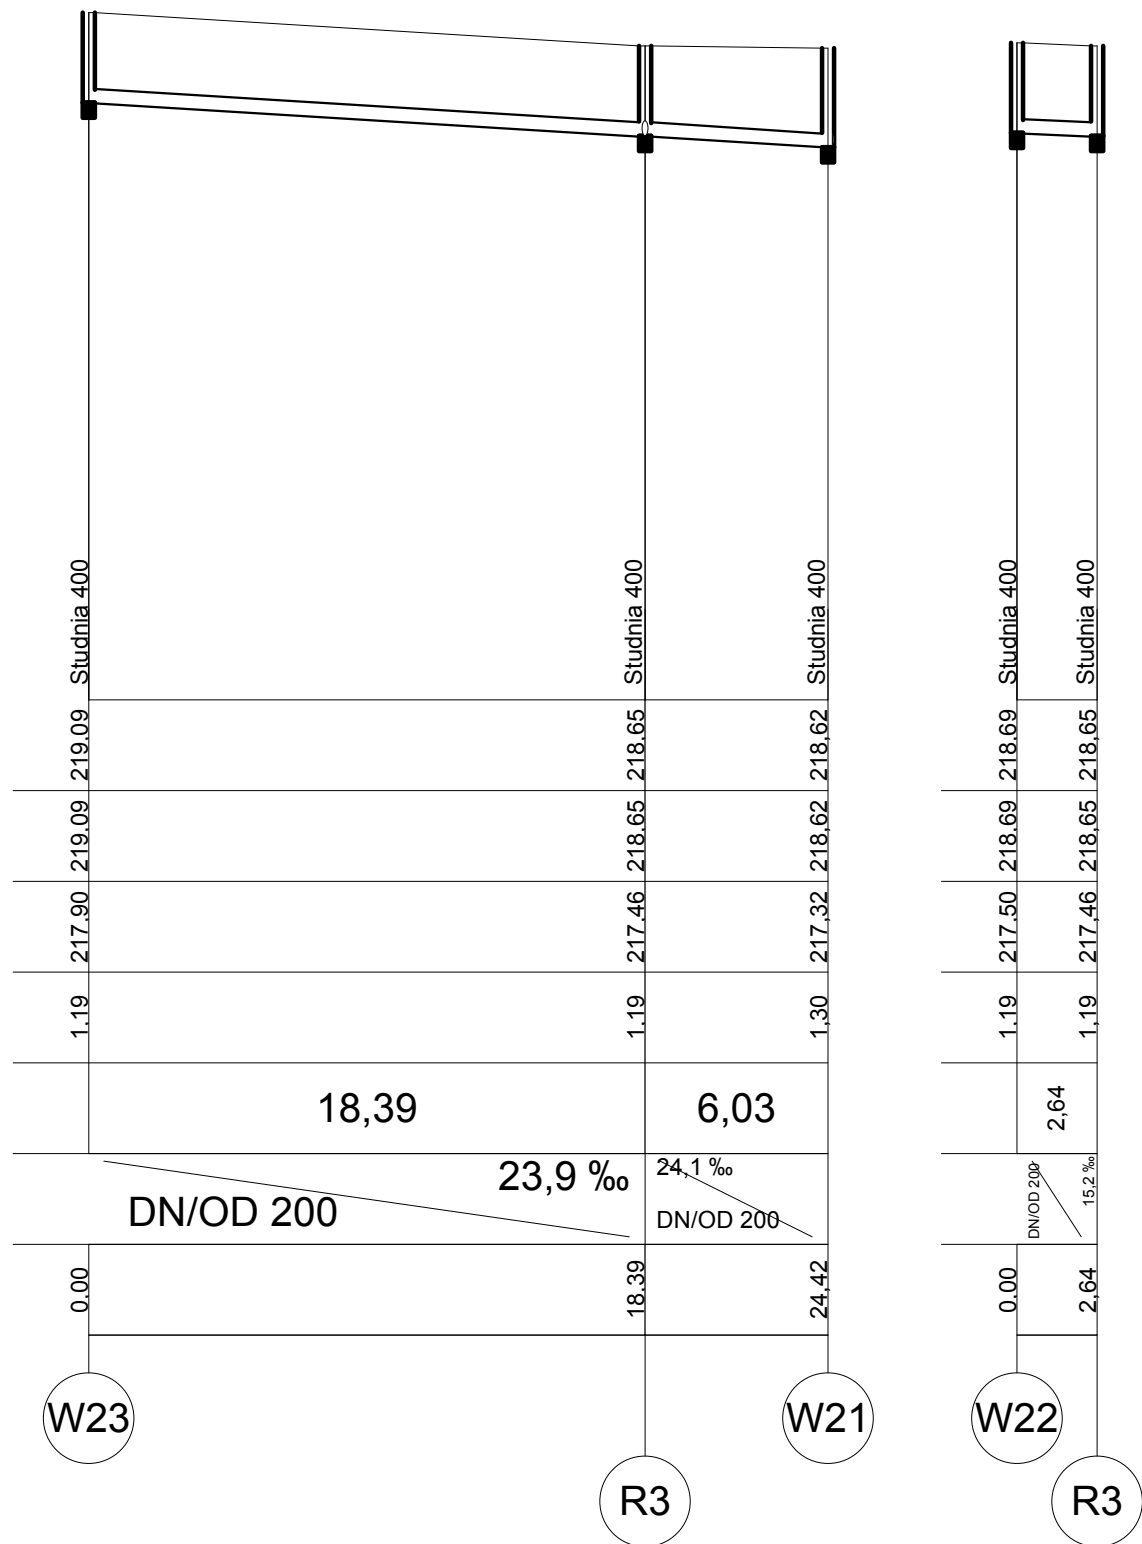 Studnia 400 Studnia 400 Studnia 400 Studnia 400 Studnia 400
219.09 218.65 218,62 218.69 218,65
219.09 218.65 218,62 218.69 218,65
217.90 217.46 217,32 217.50 217,46
1.19 1.19 1,30 1.19 1,19
18,39 6,03 2,64
23,9 ‰ 24,1 ‰ 15,2 ‰
DN/OD 200 DN/OD 200 DN/OD 200
0.00 18.39 24,42 0.00 2,64
W23 W21 W22
R3 R3